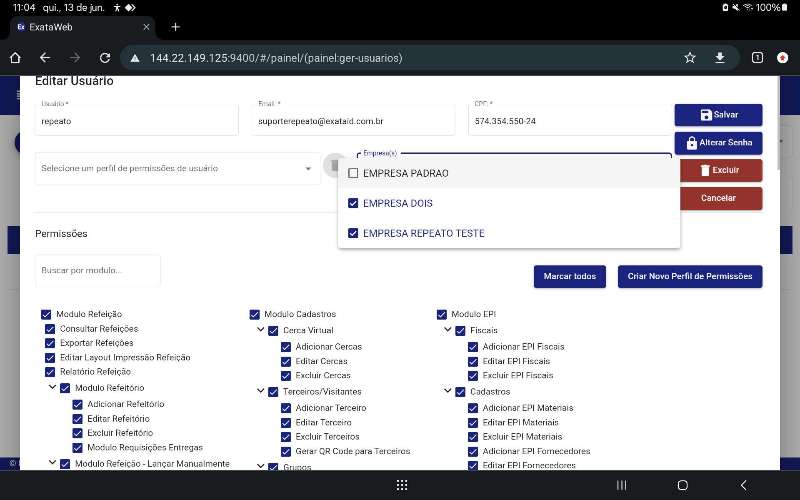 11:04 qui., 13 de jun.
100%
Ex ExataWeb
144.22.149.125:9400/#/painel/(painel:ger-usuarios)
1
Editar Usuário
Usuário *
repeato
Email: *
suporterepeato@exataid.com.br
CPF: *
574.354.550-24
Salvar
Alterar Senha
Excluir
Cancelar
Selecione um perfil de permissões de usuário
Empresa(s)
EMPRESA PADRAO
EMPRESA DOIS
EMPRESA REPEATO TESTE
Permissões
Buscar por modulo...
Marcar todos
Criar Novo Perfil de Permissões
Modulo Refeição
Consultar Refeições
Exportar Refeições
Editar Layout Impressão Refeição
Relatório Refeição
Modulo Refeitório
Adicionar Refeitório
Editar Refeitório
Excluir Refeitório
Modulo Requisições Entregas
Modulo Refeição - Lançar Manualmente
Modulo Cadastros
Cerca Virtual
Adicionar Cercas
Editar Cercas
Excluir Cercas
Terceiros/Visitantes
Adicionar Terceiro
Editar Terceiro
Excluir Terceiros
Gerar QR Code para Terceiros
Grupos
Modulo EPI
Fiscais
Adicionar EPI Fiscais
Editar EPI Fiscais
Excluir EPI Fiscais
Cadastros
Adicionar EPI Materiais
Editar EPI Materiais
Excluir EPI Materiais
Adicionar EPI Fornecedores
Editar EPI Fornecedores